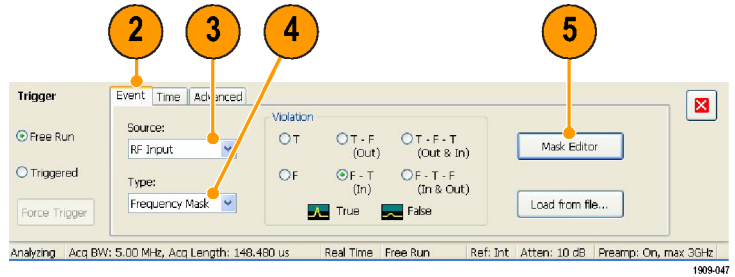 2 3 4 5
Trigger Event Time Advanced
Violation
Free Run Source: T T - F T - F - T
RF Input (Out) (Out & In) Mask Editor
Triggered Type: F F - T F - T - F
Frequency Mask (In) (In & Out)
Force Trigger True False Load from file...
Analyzing Acq BW: 5.00 MHz, Acq Length: 148.480 us Real Time Free Run Ref: Int Atten: 10 dB Preamp: On, max 3GHz
1909-047